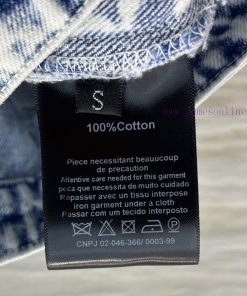 S
100%Cotton
Piece necessitant beaucoup
de precaution
Attentive care needed for this garment
peca que necessita de muito cuidado
Repasser avec un tissu interpose
iron garment under a cloth
Passar com um tecido interposto
CNPJ 02-046-366/ 0003-99